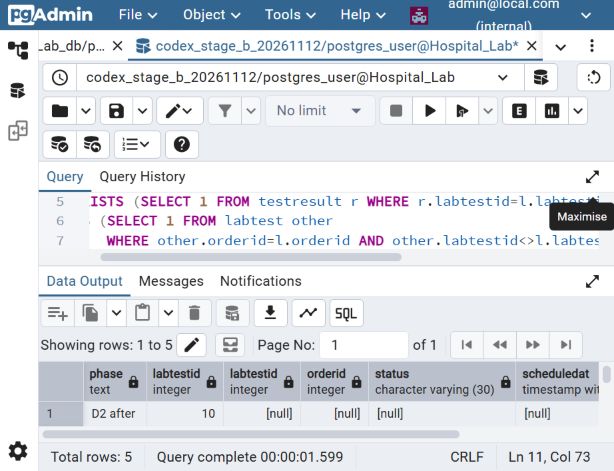 pgAdmin File Object Tools Help admin@local.com (internal)
_ab_db/p... codex_stage_b_20261112/postgres_user@Hospital_Lab*
codex_stage_b_20261112/postgres_user@Hospital_Lab
No limit E
Query Query History
5 ISTS (SELECT 1 FROM testresult r WHERE r.labtestid=l.labtesti
6 (SELECT 1 FROM labtest other
Maximise
7 WHERE other.orderid=l.orderid AND other.labtestid<>l.labtes
Data Output Messages Notifications
SQL
Showing rows: 1 to 5 Page No: 1 of 1
phase labtestid labtestid orderid status scheduledat
text integer integer integer character varying (30) timestamp wit
1 D2 after 10 [null] [null] [null] [null]
Total rows: 5 Query complete 00:00:01.599 CRLF Ln 11, Col 73